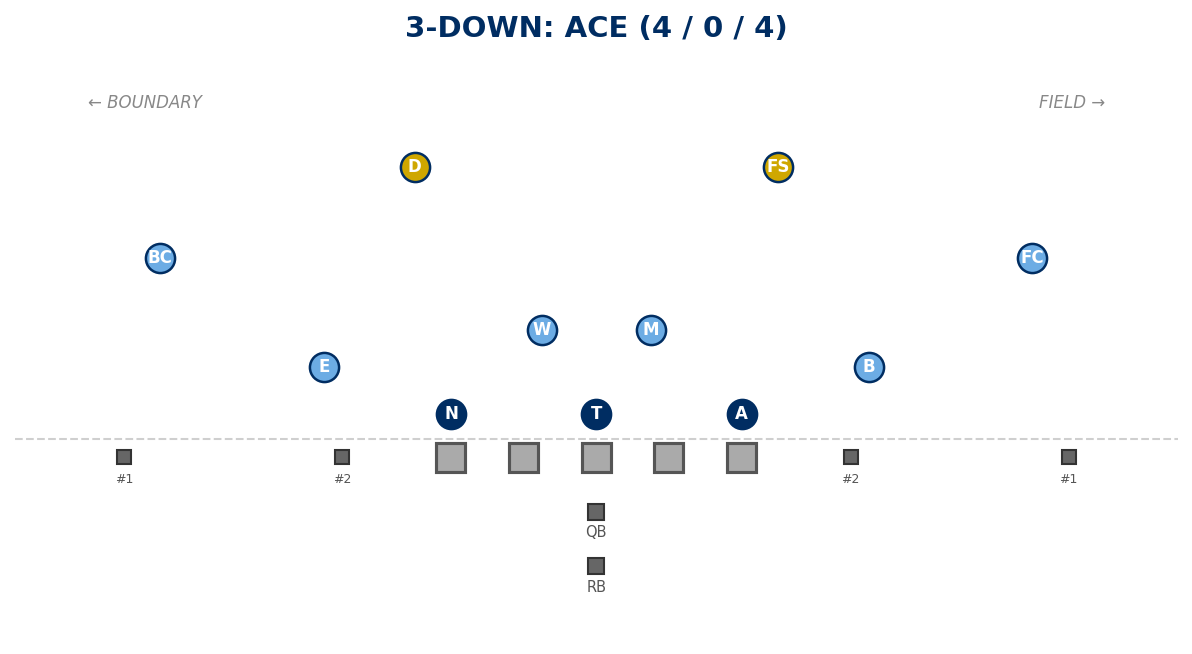 3-DOWN: ACE (4 / 0 / 4)
← BOUNDARY
FIELD →
D
FS
BC
FC
W
M
E
B
N
T
A
#1
#2
#2
#1
QB
RB